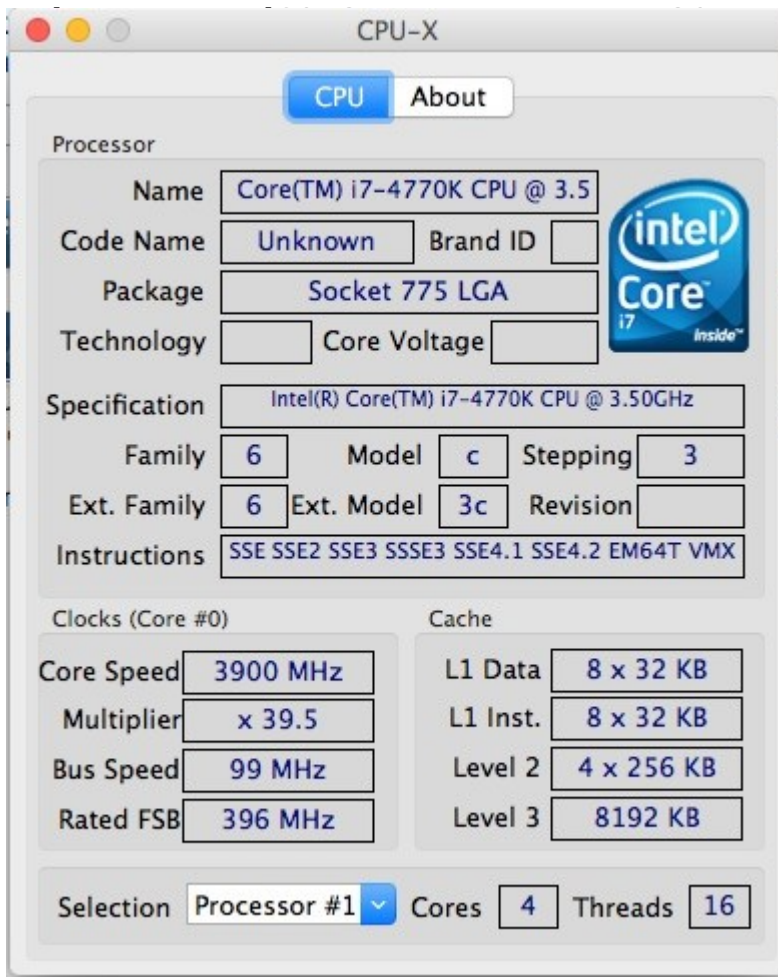 CPU-X
CPU About
Processor
Name Core(TM) i7-4770K CPU @ 3.5
Code Name Unknown Brand ID
Package Socket 775 LGA
Technology Core Voltage
intel
Core
i7
inside™
Specification Intel(R) Core(TM) i7-4770K CPU @ 3.50GHz
Family 6 Model c Stepping 3
Ext. Family 6 Ext. Model 3c Revision
Instructions SSE SSE2 SSE3 SSSE3 SSE4.1 SSE4.2 EM64T VMX
Clocks (Core #0)
Core Speed 3900 MHz
Multiplier x 39.5
Bus Speed 99 MHz
Rated FSB 396 MHz
Cache
L1 Data 8 x 32 KB
L1 Inst. 8 x 32 KB
Level 2 4 x 256 KB
Level 3 8192 KB
Selection Processor #1 Cores 4 Threads 16